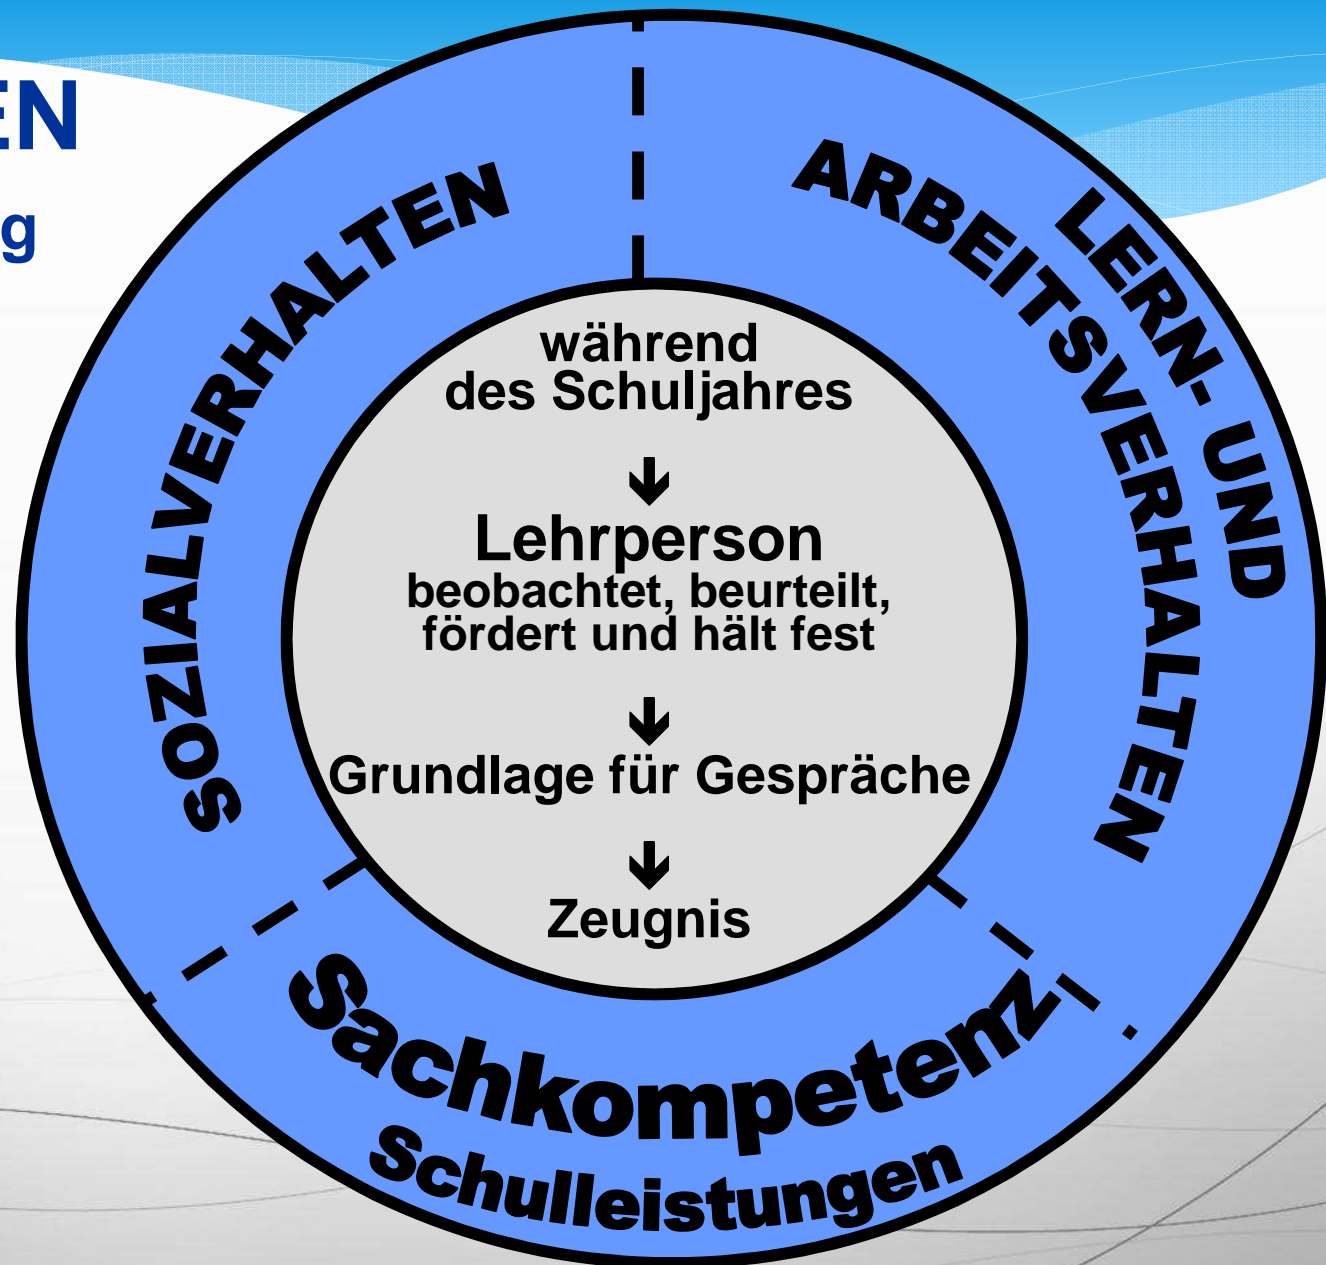 EN
g
SOZIALVERHALTEN
LERN- UND
ARBEITSVERHALTEN
während
des Schuljahres
Lehrperson
beobachtet, beurteilt,
fördert und hält fest
Grundlage für Gespräche
Zeugnis
Sachkompetenz
Schulleistungen